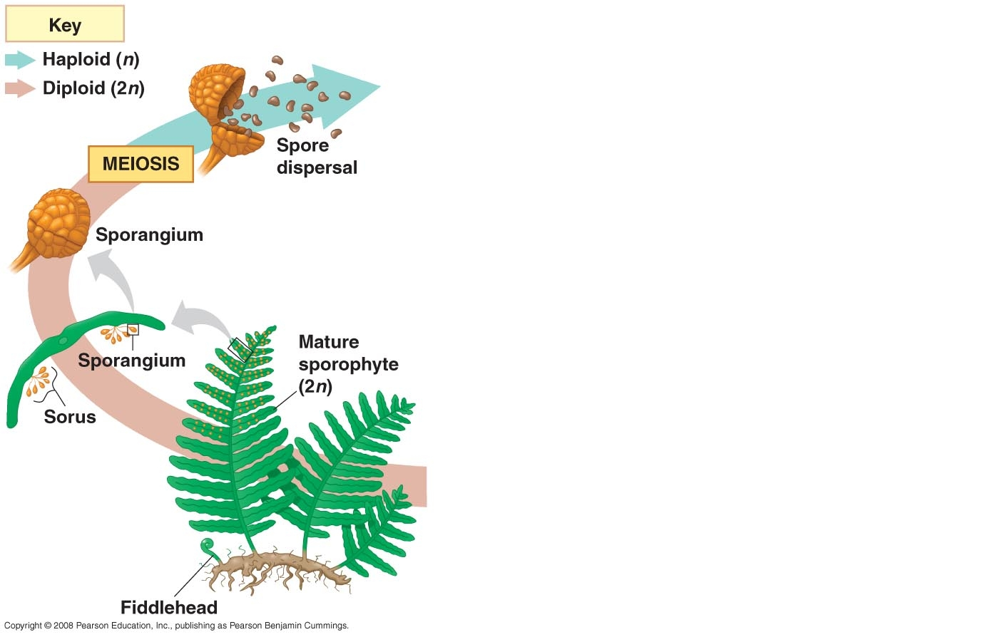 Key
Haploid (n)
Diploid (2n)
Spore
dispersal
MEIOSIS
Sporangium
Mature
sporophyte
(2n)
Sporangium
Sorus
Fiddlehead
Copyright © 2008 Pearson Education, Inc., publishing as Pearson Benjamin Cummings.